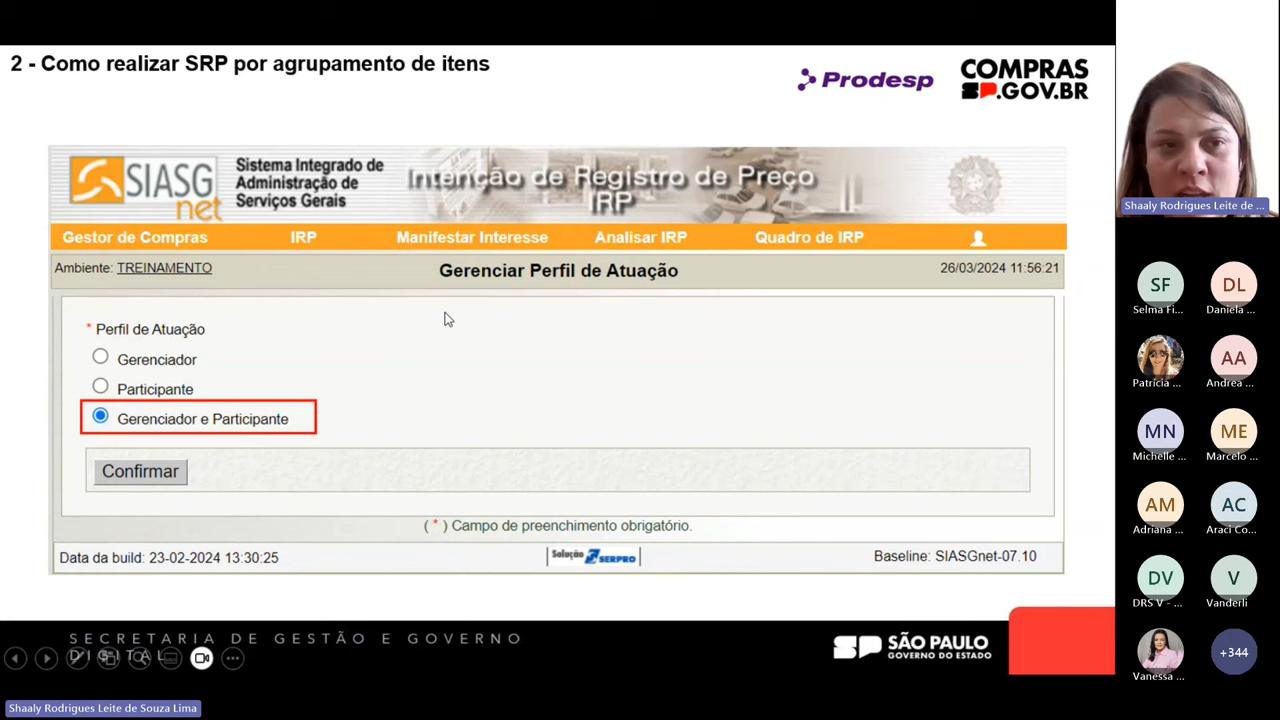 2 - Como realizar SRP por agrupamento de itens
Prodesp
COMPRAS
SP.GOV.BR
SIASG
net
Sistema Integrado de
Administração de
Serviços Gerais
Intenção de Registro de Preço
IRP
Gestor de Compras IRP Manifestar Interesse Analisar IRP Quadro de IRP
Ambiente: TREINAMENTO
Gerenciar Perfil de Atuação
26/03/2024 11:56:21
* Perfil de Atuação
Gerenciador
Participante
Gerenciador e Participante
Confirmar
( * ) Campo de preenchimento obrigatório.
Data da build: 23-02-2024 13:30:25
Solução SERPRO
Baseline: SIASGnet-07.10
SECRETARIA DE GESTÃO E GOVERNO
DIGITAL
SP
SÃO PAULO
GOVERNO DO ESTADO
Shaaly Rodrigues Leite de Souza Lima
Shaaly Rodrigues Leite de ...
SF
Selma Fi...
DL
Daniela ...
Patrícia ...
AA
Andrea ...
MN
Michelle ...
ME
Marcelo ...
AM
Adriana ...
AC
Araci Co...
DV
DRS V - ...
V
Vanderli
Vanessa ...
+344